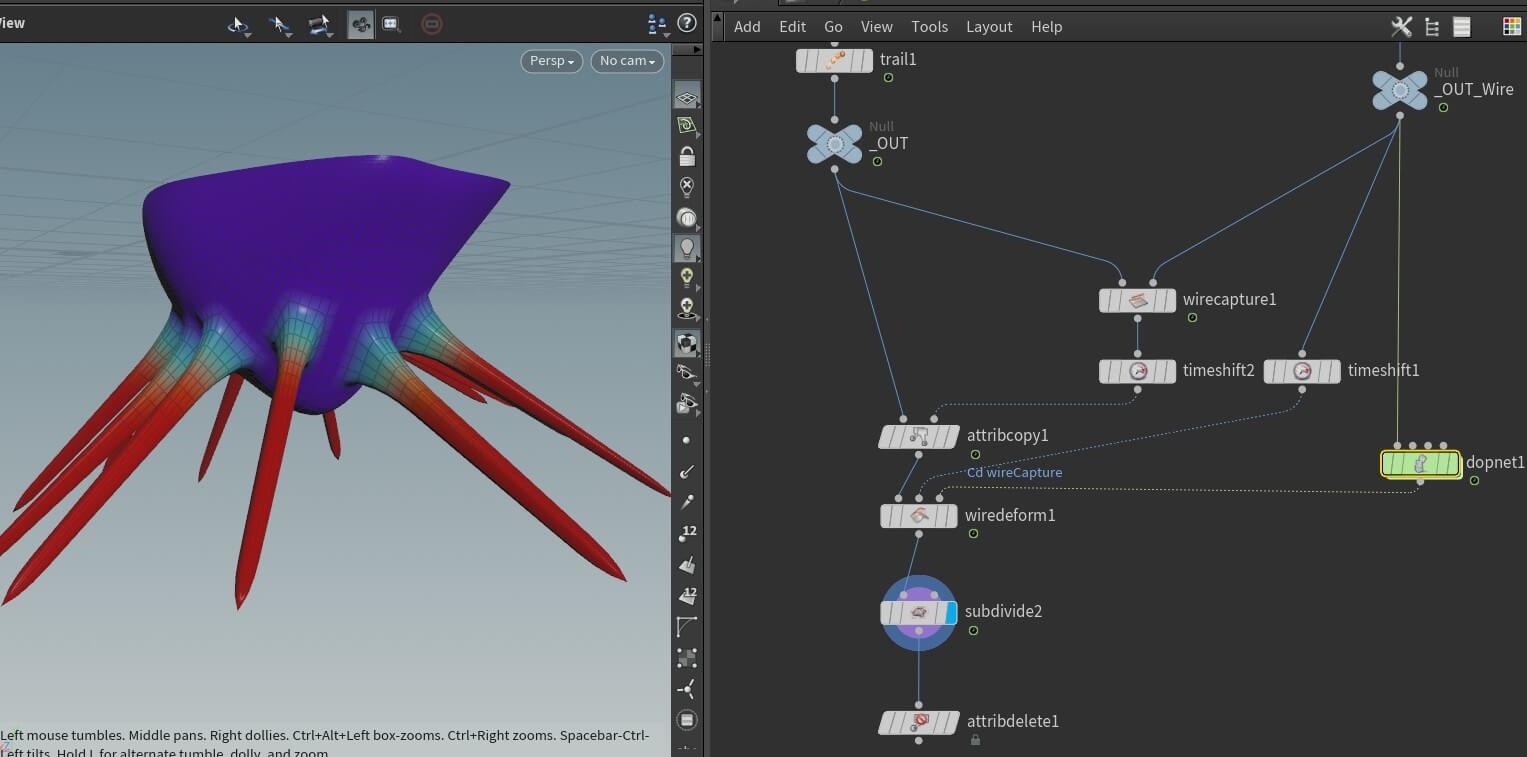 View
Persp
No cam
12
12
Left mouse tumbles. Middle pans. Right dollies. Ctrl+Alt+Left box-zooms. Ctrl+Right zooms. Spacebar-Ctrl-
Left tilts. Hold L for alternate tumble, dolly, and zoom.
Add Edit Go View Tools Layout Help
trail1
Null
_OUT
Null
_OUT_Wire
wirecapture1
timeshift2
timeshift1
attribcopy1
Cd wireCapture
dopnet1
wiredeform1
subdivide2
attribdelete1